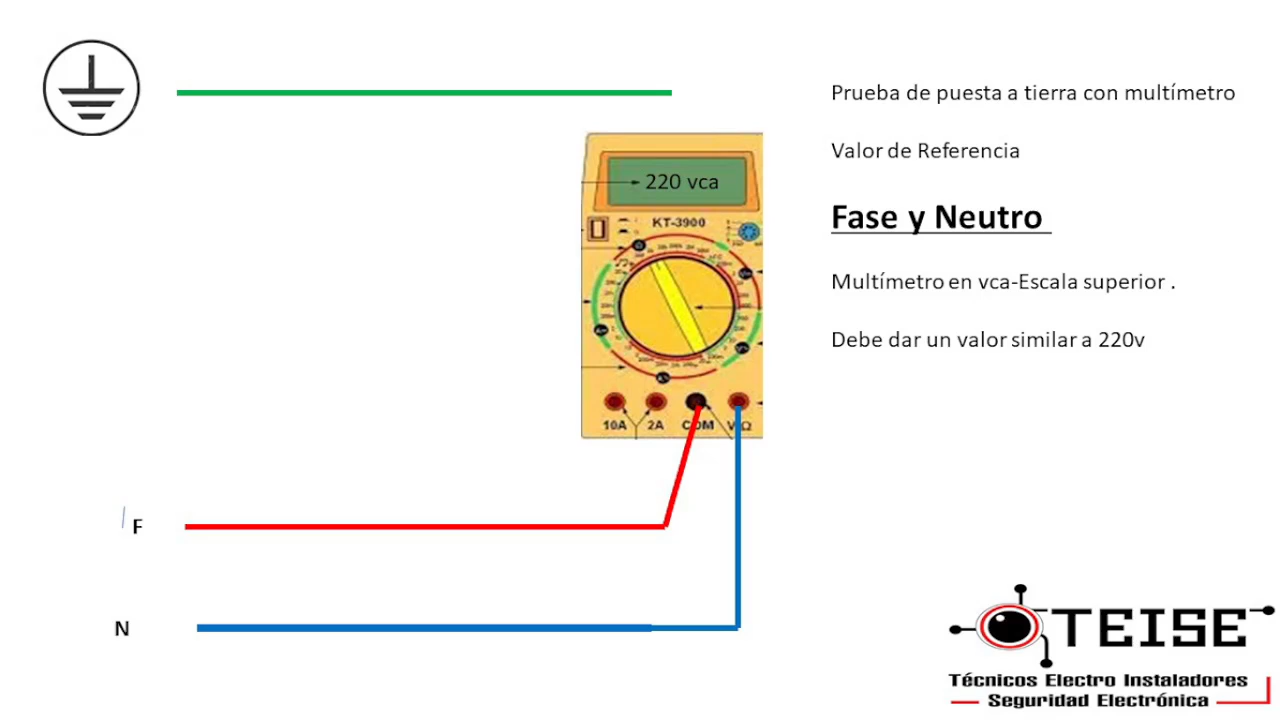 Prueba de puesta a tierra con multímetro
Valor de Referencia
220 vca
Fase y Neutro
KT-3900
Multímetro en vca-Escala superior .
Debe dar un valor similar a 220v
10A 2A COM VΩ
F
N
TEISE
Técnicos Electro Instaladores
Seguridad Electrónica